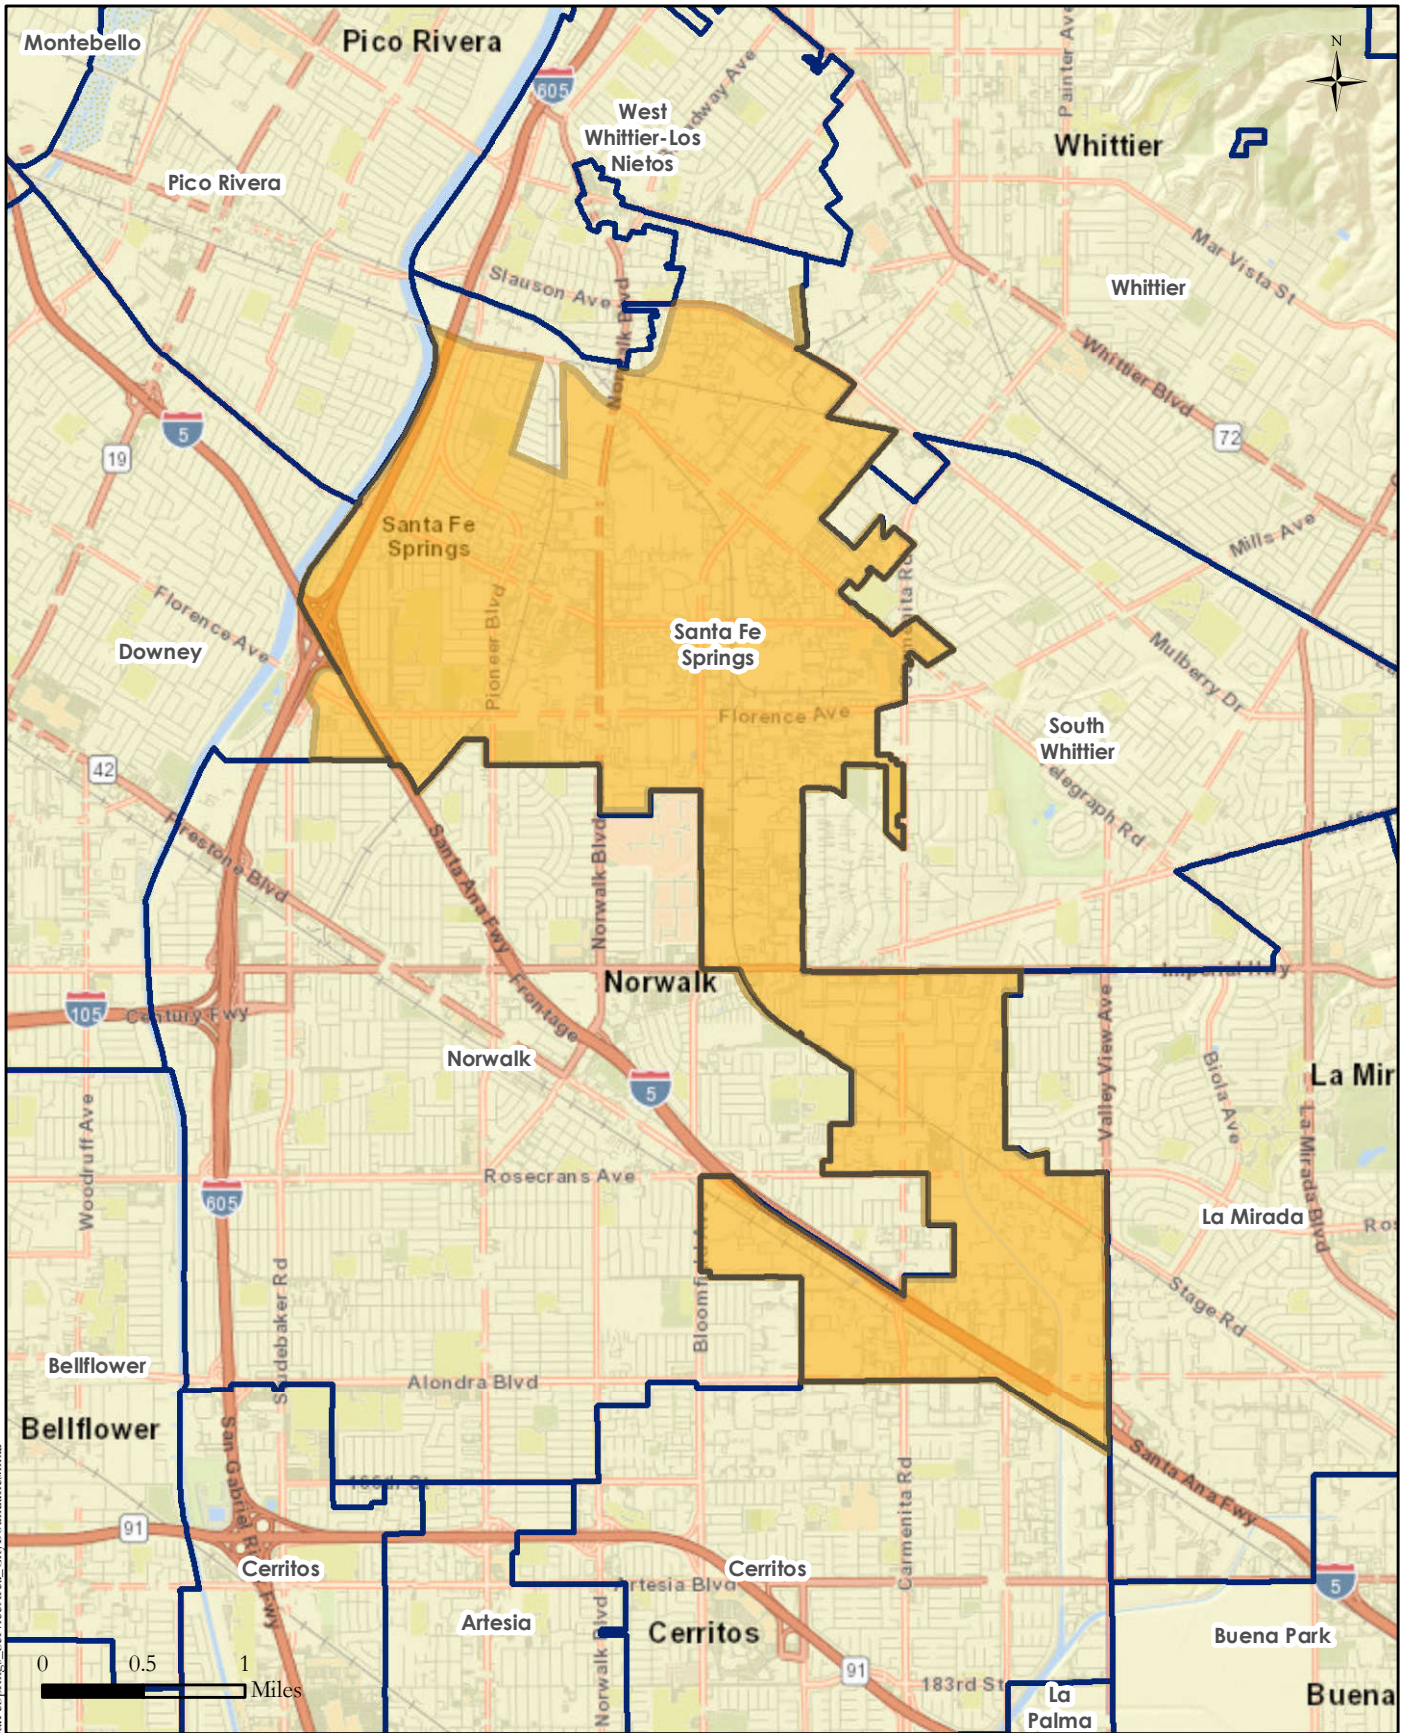 Montebello
Pico Rivera
605
N
West
Whittier-Los
Nietos
Painter Ave
Whittier
Pico Rivera
Slauson Ave
Norwalk Blvd
Whittier
Mar Vista St
Whittier Blvd
72
5
19
Mills Ave
Santa Fe
Springs
Florence Ave
Downey
Pioneer Blvd
Santa Fe
Springs
Mulberry Dr
Florence Ave
South
Whittier
Telegraph Rd
42
Firestone Blvd
Santa Ana Fwy
Norwalk Blvd
Frontage
Norwalk
Imperial Hwy
105
Century Fwy
Norwalk
5
Valley View Ave
Biola Ave
La Mir
Woodruff Ave
La Mirada Blvd
Rosecrans Ave
605
La Mirada
Ros
Studebaker Rd
Stage Rd
Bellflower
Alondra Blvd
Bellflower
San Gabriel Ri
Fwy
Carmenita Rd
Santa Ana Fwy
91
Cerritos
Cerritos
Artesia Blvd
5
Artesia
Norwalk Blvd
Cerritos
Buena Park
91
183rd St
La
Palma
Buena
0 0.5 1
Miles